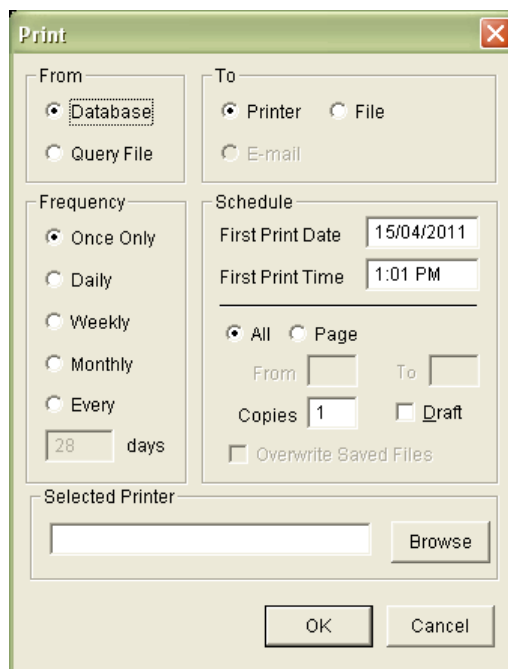 Print
From
Database
Query File
To
Printer File
E-mail
Frequency
Once Only
Daily
Weekly
Monthly
Every
28 days
Schedule
First Print Date 15/04/2011
First Print Time 1:01 PM
All Page
From To
Copies 1 Draft
Overwrite Saved Files
Selected Printer
Browse
OK Cancel